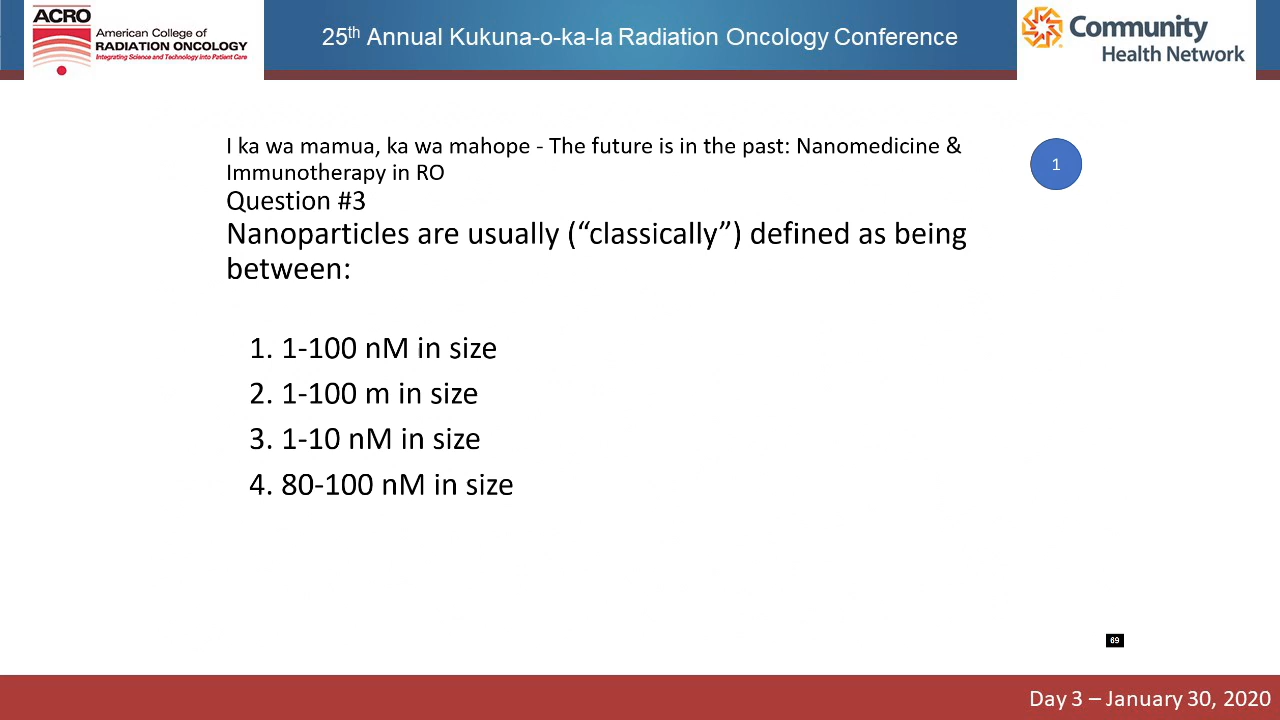 ACRO
American College of
RADIATION ONCOLOGY
Integrating Science and Technology Into Patient Care
25th Annual Kukuna-o-ka-la Radiation Oncology Conference
Community
Health Network
I ka wa mamua, ka wa mahope - The future is in the past: Nanomedicine &
Immunotherapy in RO
1
Question #3
Nanoparticles are usually (“classically”) defined as being
between:
1. 1-100 nM in size
2. 1-100 m in size
3. 1-10 nM in size
4. 80-100 nM in size
69
Day 3 – January 30, 2020